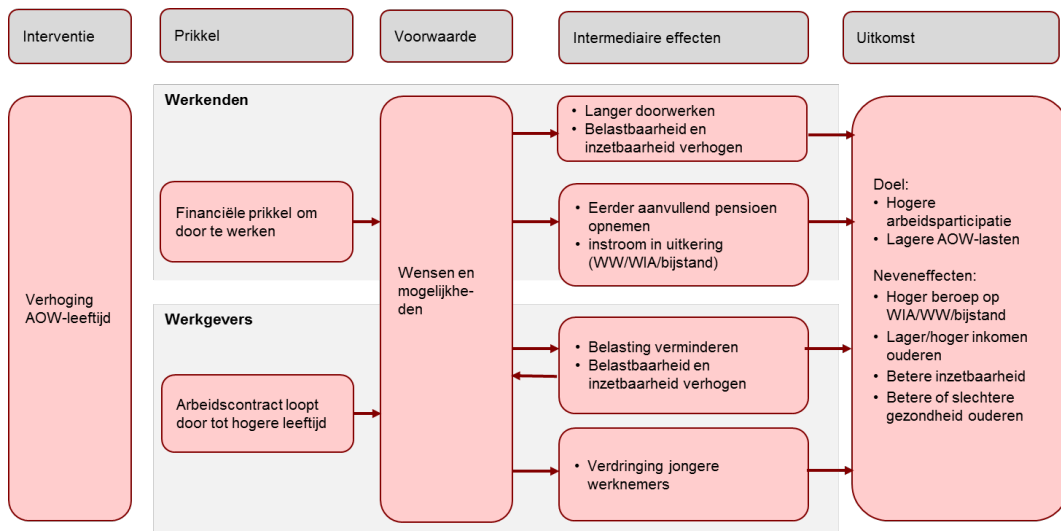 Interventie
Prikkel
Voorwaarde
Intermediaire effecten
Uitkomst
Verhoging
AOW-leeftijd
Werkenden
Financiële prikkel om
door te werken
Werkgevers
Arbeidscontract loopt
door tot hogere leeftijd
Wensen en
mogelijkhe-
den
• Langer doorwerken
• Belastbaarheid en
inzetbaarheid verhogen
• Eerder aanvullend pensioen
opnemen
• instroom in uitkering
(WW/WIA/bijstand)
• Belasting verminderen
• Belastbaarheid en
inzetbaarheid verhogen
• Verdringing jongere
werknemers
Doel:
• Hogere
arbeidsparticipatie
• Lagere AOW-lasten
Neveneffecten:
• Hoger beroep op
WIA/WW/bijstand
• Lager/hoger inkomen
ouderen
• Betere inzetbaarheid
• Betere of slechtere
gezondheid ouderen